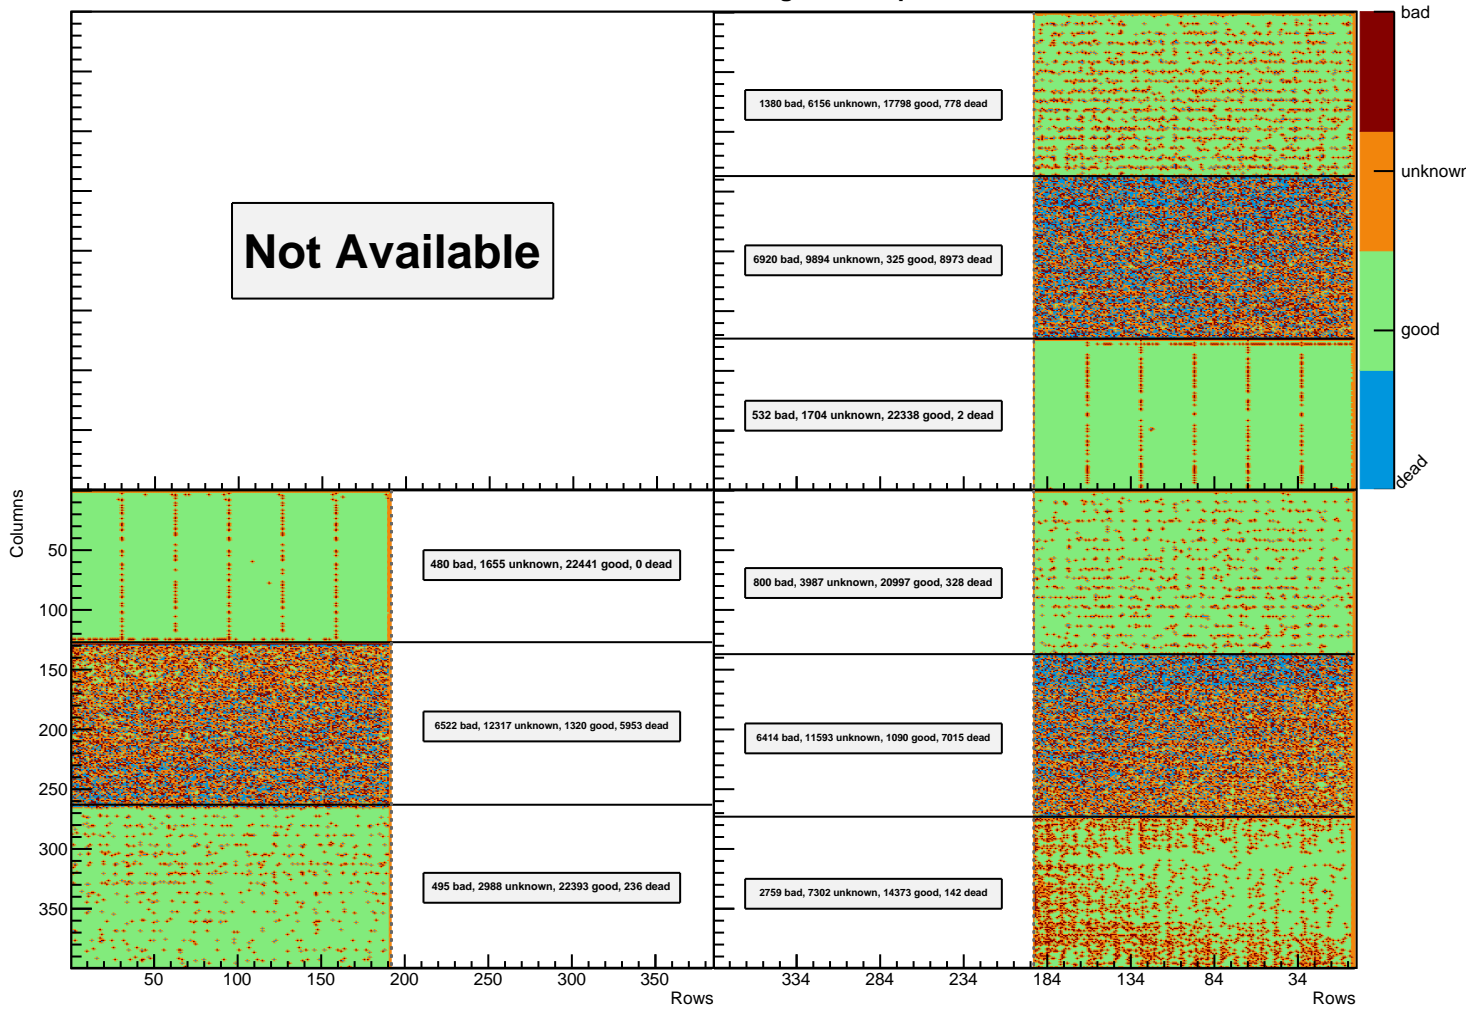 bad
unknown
good
dead
1380 bad, 6156 unknown, 17798 good, 778 dead
6920 bad, 9894 unknown, 325 good, 8973 dead
532 bad, 1704 unknown, 22338 good, 2 dead
Not Available
Columns
50
100
150
200
250
300
350
480 bad, 1655 unknown, 22441 good, 0 dead
6522 bad, 12317 unknown, 1320 good, 5953 dead
495 bad, 2988 unknown, 22393 good, 236 dead
800 bad, 3987 unknown, 20997 good, 328 dead
6414 bad, 11593 unknown, 1090 good, 7015 dead
2759 bad, 7302 unknown, 14373 good, 142 dead
50 100 150 200 250 300 350
Rows
334 284 234 184 134 84 34
Rows